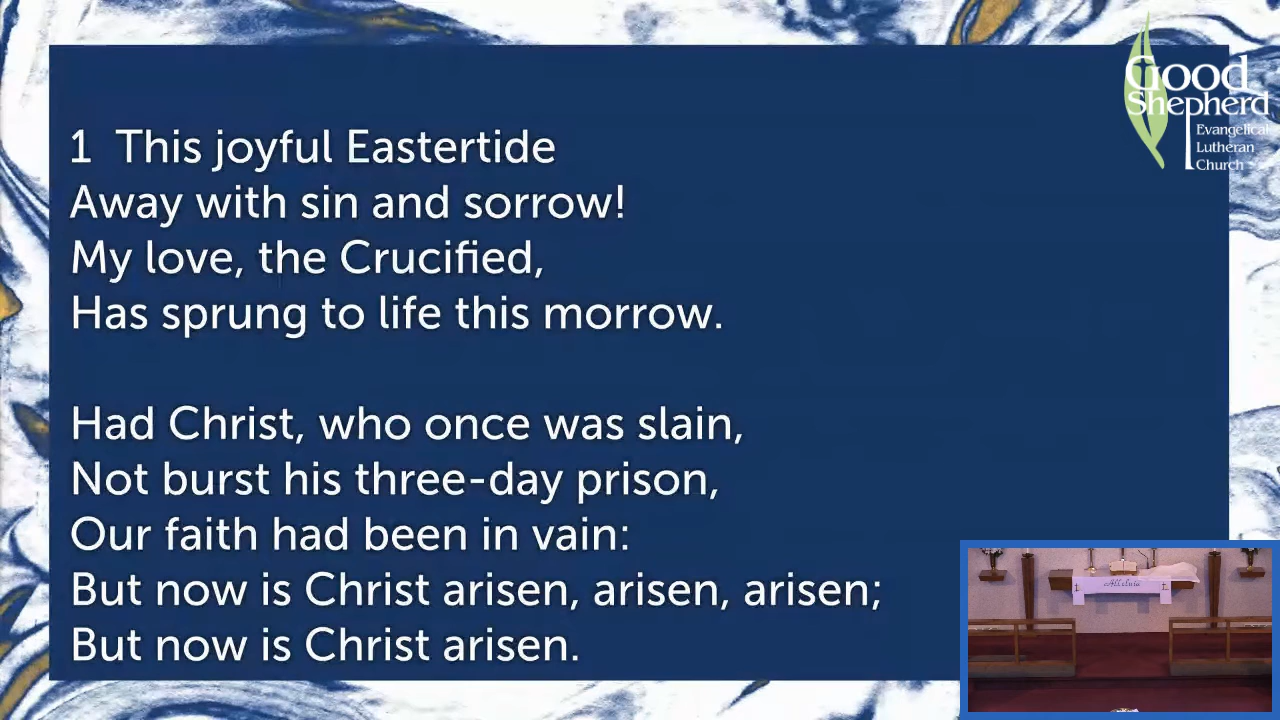 1 This joyful Eastertide
Away with sin and sorrow!
My love, the Crucified,
Has sprung to life this morrow.
Had Christ, who once was slain,
Not burst his three-day prison,
Our faith had been in vain:
But now is Christ arisen, arisen, arisen;
But now is Christ arisen.
Good
Shepherd
Evangelical
Lutheran
Church
Alleluia